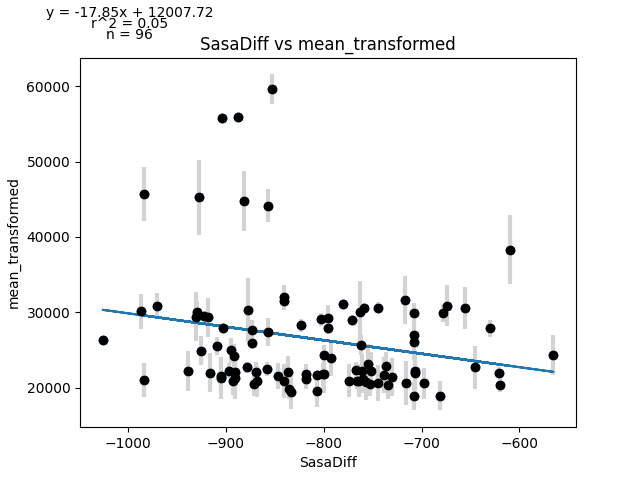 y = -17.85x + 12007.72
r^2 = 0.05
n = 96
SasaDiff vs mean_transformed
60000
50000
40000
30000
20000
mean_transformed
−1000
−900
−800
−700
−600
SasaDiff